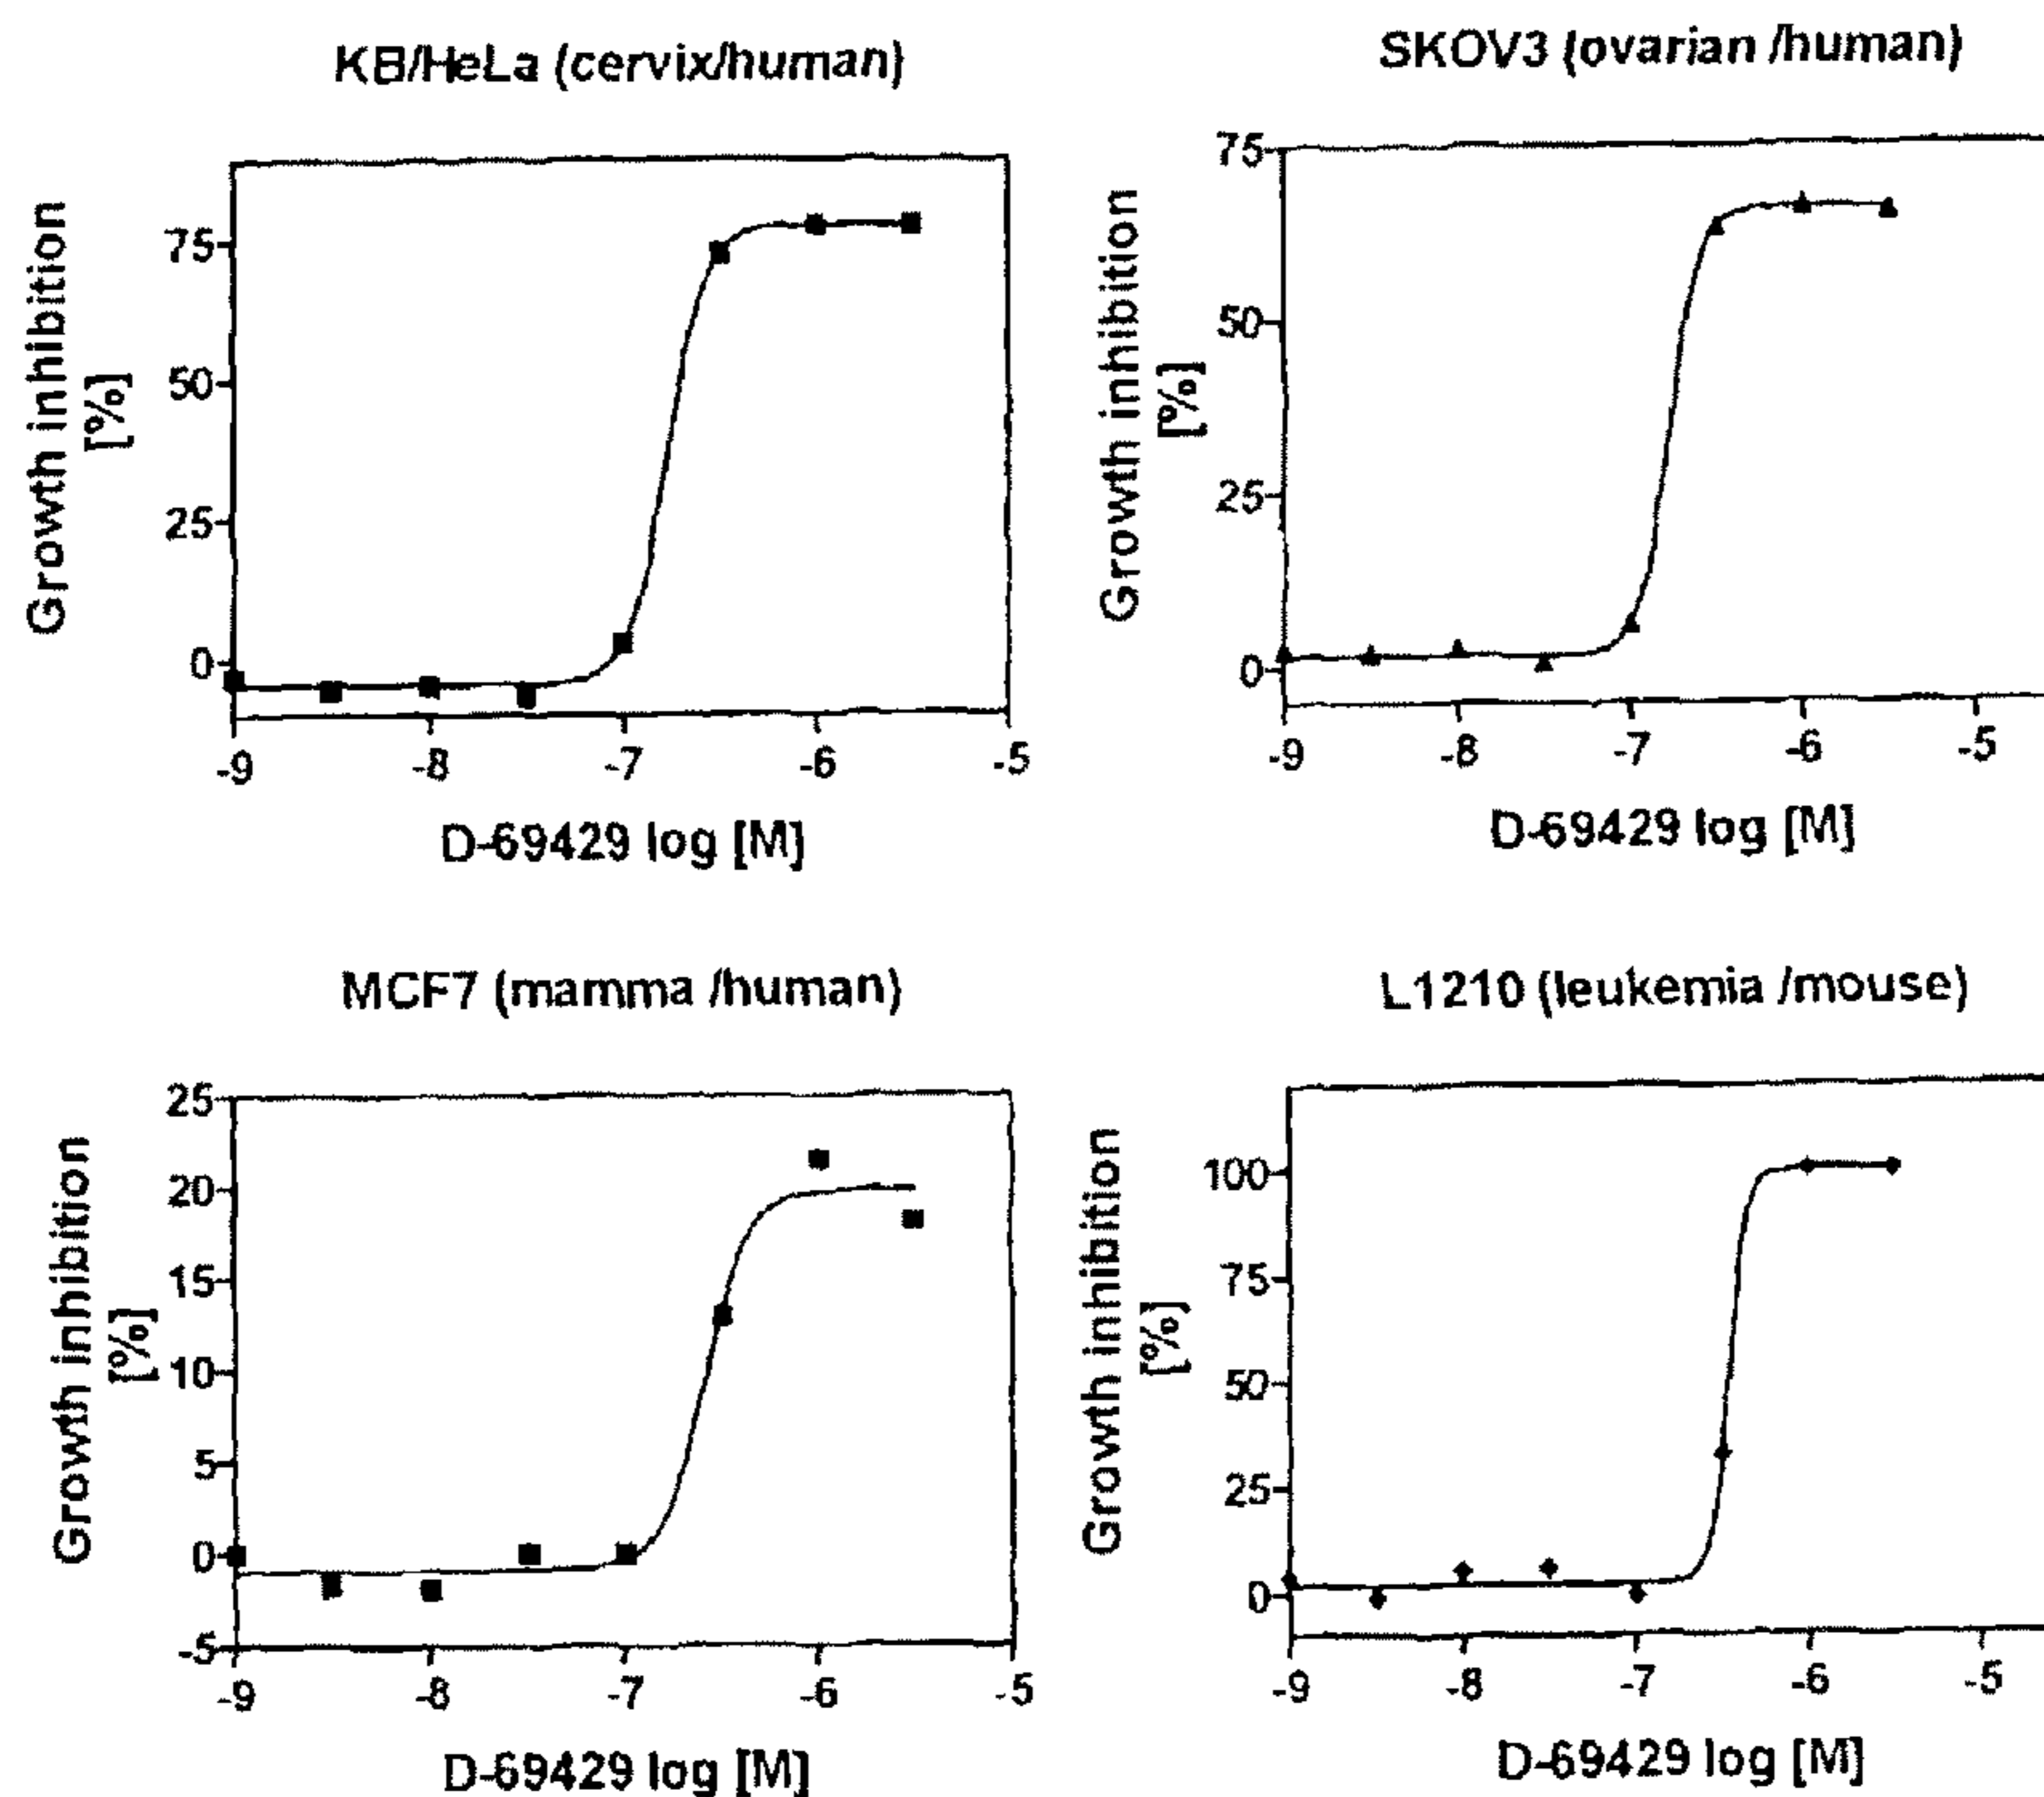 KB/HeLa (cervix/human)
Growth inhibition
[%]
75
50
25
0
-9 -8 -7 -6 -5
D-69429 log [M]
SKOV3 (ovarian /human)
Growth inhibition
[%]
75
50
25
0
-9 -8 -7 -6 -5
D-69429 log [M]
MCF7 (mamma /human)
Growth inhibition
[%]
25
20
15
10
5
0
-5
-9 -8 -7 -6 -5
D-69429 log [M]
L1210 (leukemia /mouse)
Growth inhibition
[%]
100
75
50
25
0
-9 -8 -7 -6 -5
D-69429 log [M]